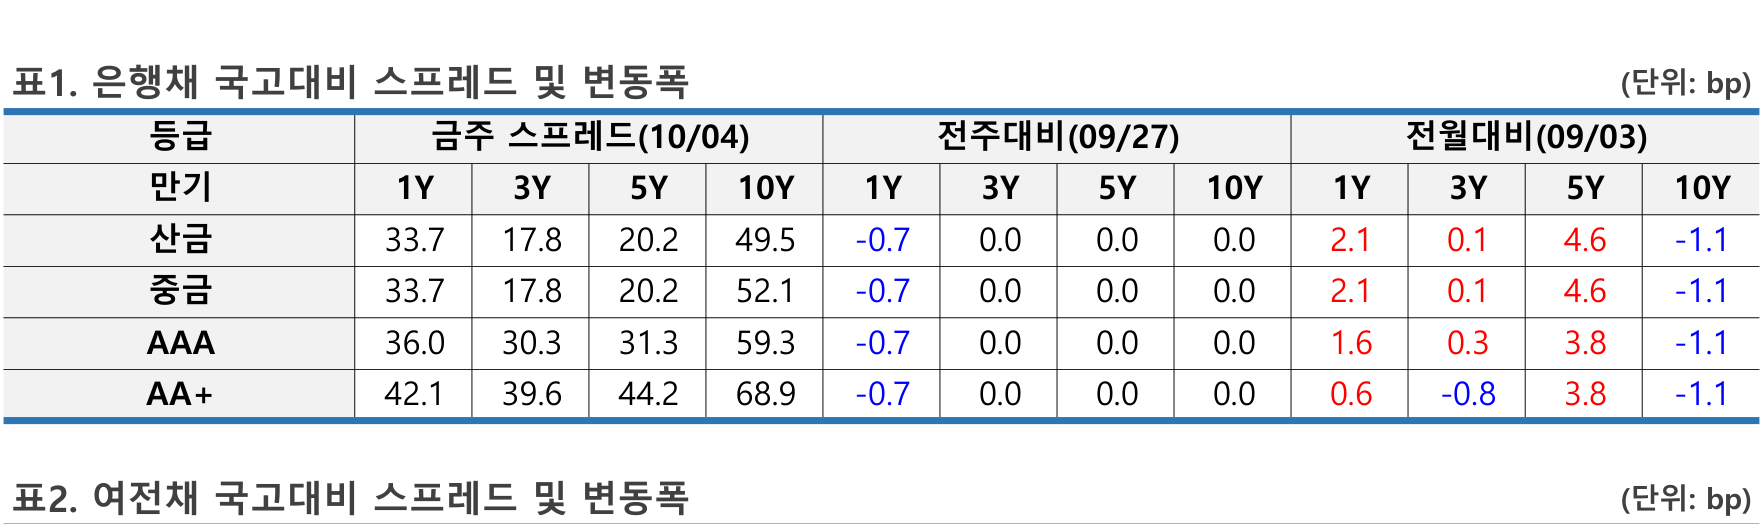 표1. 은행채 국고대비 스프레드 및 변동폭 (단위: bp)
등급 금주 스프레드(10/04) 전주대비(09/27) 전월대비(09/03)
만기 1Y 3Y 5Y 10Y 1Y 3Y 5Y 10Y 1Y 3Y 5Y 10Y
산금 33.7 17.8 20.2 49.5 -0.7 0.0 0.0 0.0 2.1 0.1 4.6 -1.1
중금 33.7 17.8 20.2 52.1 -0.7 0.0 0.0 0.0 2.1 0.1 4.6 -1.1
AAA 36.0 30.3 31.3 59.3 -0.7 0.0 0.0 0.0 1.6 0.3 3.8 -1.1
AA+ 42.1 39.6 44.2 68.9 -0.7 0.0 0.0 0.0 0.6 -0.8 3.8 -1.1
표2. 여전채 국고대비 스프레드 및 변동폭 (단위: bp)